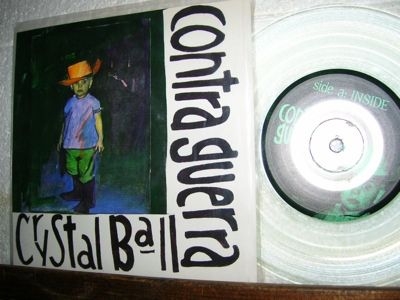 contra guerra
Crystal Ball
side a: INSIDE